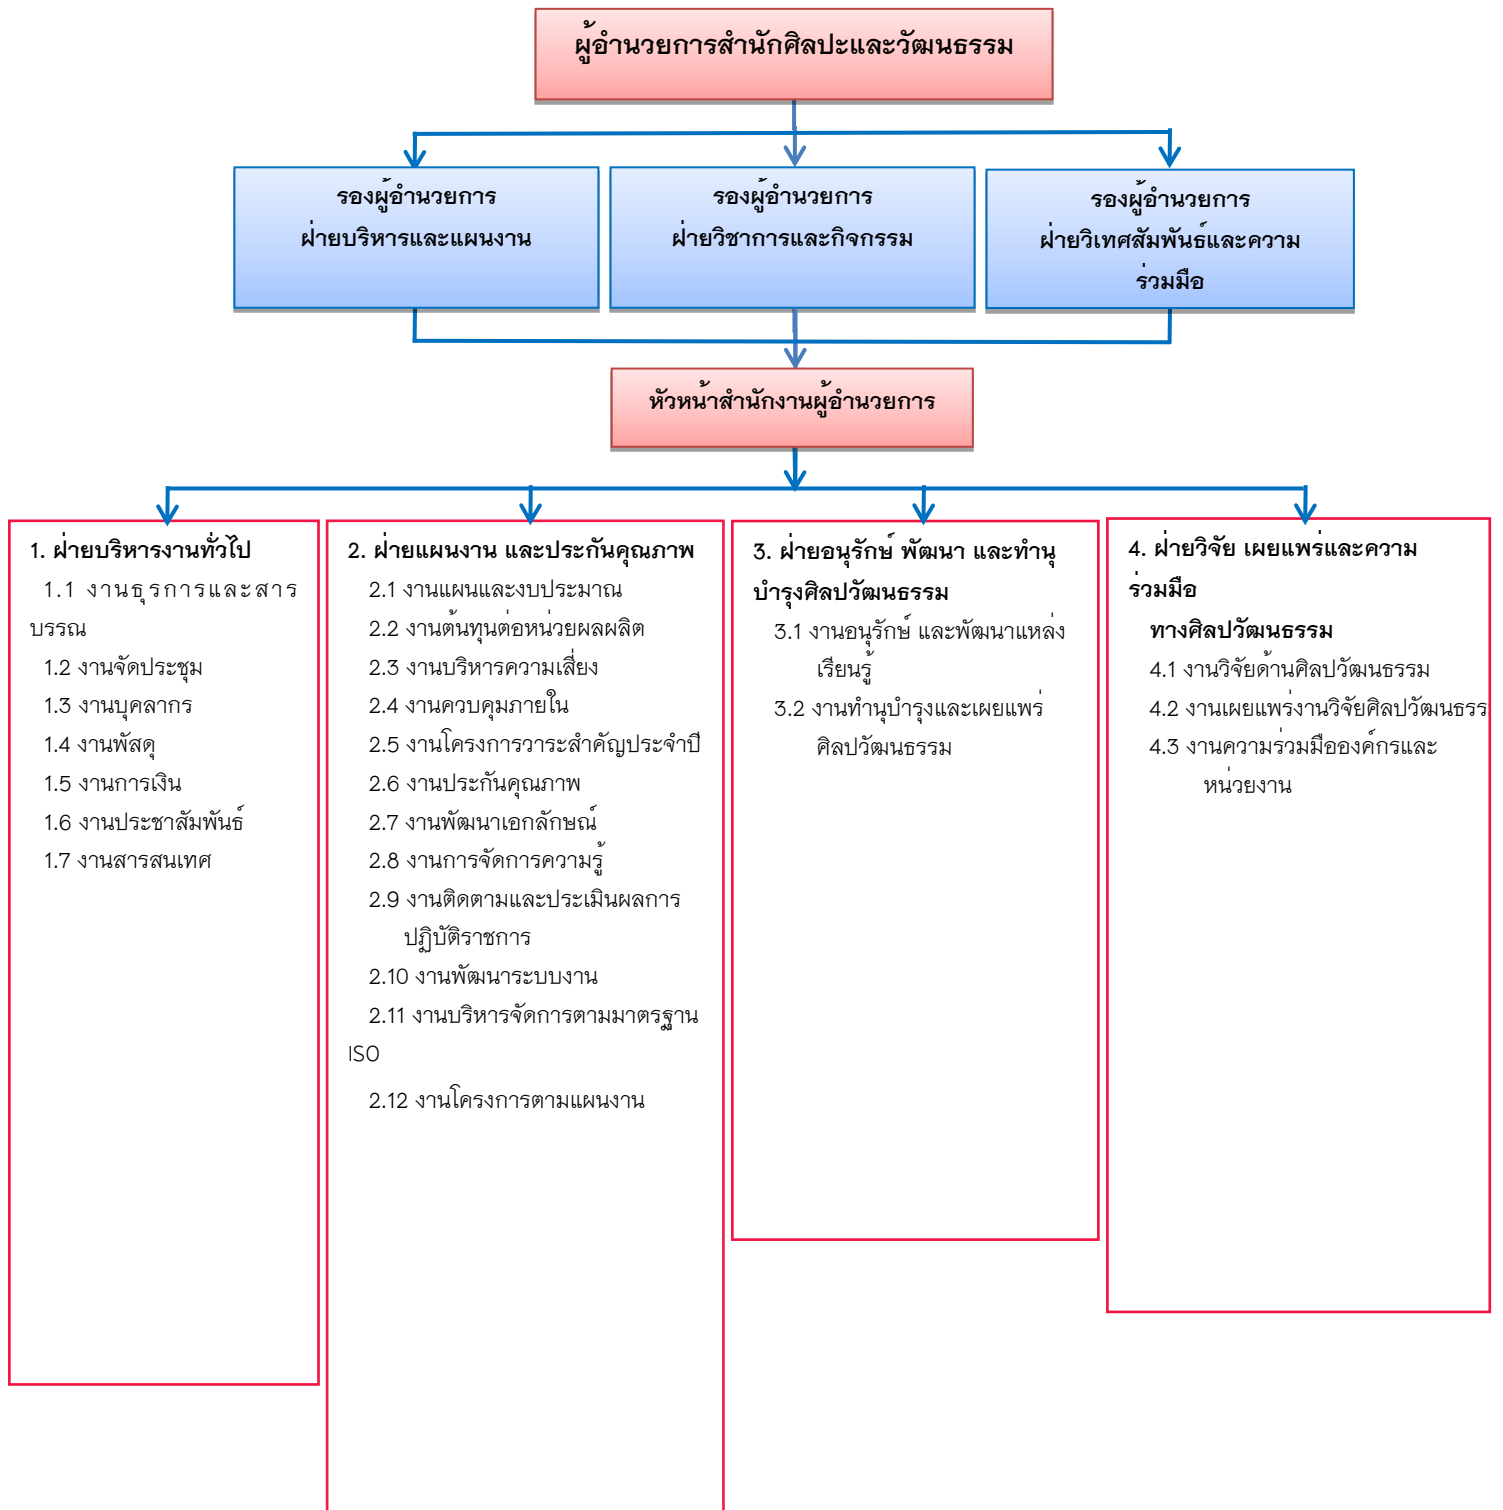 ผู้อำนวยการสำนักศิลปะและวัฒนธรรม
รองผู้อำนวยการ
ฝ่ายบริหารและแผนงาน
รองผู้อำนวยการ
ฝ่ายวิชาการและกิจกรรม
รองผู้อำนวยการ
ฝ่ายวิเทศสัมพันธ์และความ
ร่วมมือ
หัวหน้าสำนักงานผู้อำนวยการ
1. ฝ่ายบริหารงานทั่วไป
1.1 งานธุรการและสาร
บรรณ
1.2 งานจัดประชุม
1.3 งานบุคลากร
1.4 งานพัสดุ
1.5 งานการเงิน
1.6 งานประชาสัมพันธ์
1.7 งานสารสนเทศ
2. ฝ่ายแผนงาน และประกันคุณภาพ
2.1 งานแผนและงบประมาณ
2.2 งานต้นทุนต่อหน่วยผลผลิต
2.3 งานบริหารความเสี่ยง
2.4 งานควบคุมภายใน
2.5 งานโครงการวาระสำคัญประจำปี
2.6 งานประกันคุณภาพ
2.7 งานพัฒนาเอกลักษณ์
2.8 งานการจัดการความรู้
2.9 งานติดตามและประเมินผลการ
ปฏิบัติราชการ
2.10 งานพัฒนาระบบงาน
2.11 งานบริหารจัดการตามมาตรฐาน
ISO
2.12 งานโครงการตามแผนงาน
3. ฝ่ายอนุรักษ์ พัฒนา และทำนุ
บำรุงศิลปวัฒนธรรม
3.1 งานอนุรักษ์ และพัฒนาแหล่ง
เรียนรู้
3.2 งานทำนุบำรุงและเผยแพร่
ศิลปวัฒนธรรม
4. ฝ่ายวิจัย เผยแพร่และความ
ร่วมมือ
ทางศิลปวัฒนธรรม
4.1 งานวิจัยด้านศิลปวัฒนธรรม
4.2 งานเผยแพร่งานวิจัยศิลปวัฒนธรร
4.3 งานความร่วมมือองค์กรและ
หน่วยงาน